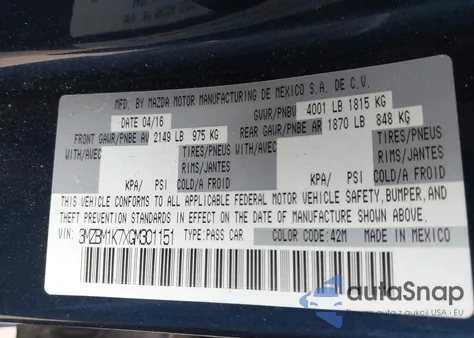 MFD. BY MAZDA MOTOR MANUFACTURING DE MEXICO S.A. DE C.V.
DATE 04/16 GVWR/PNBV 4001 LB 1815 KG
FRONT GAWR/PNBE AV 2149 LB 975 KG REAR GAWR/PNBE AR 1870 LB 848 KG
WITH/AVEC TIRES/PNEUS WITH/AVEC TIRES/PNEUS
RIMS/JANTES RIMS/JANTES
KPA/ PSI COLD/A FROID KPA/ PSI COLD/A FROID
THIS VEHICLE CONFORMS TO ALL APPLICABLE FEDERAL MOTOR VEHICLE SAFETY, BUMPER, AND
THEFT PREVENTION STANDARDS IN EFFECT ON THE DATE OF MANUFACTURE SHOWN ABOVE.
VIN: 3MZBM1K7XGM301151 TYPE:PASS CAR COLOR CODE: 42M MADE IN MEXICO
autoSnap
auta z aukcji USA - EU